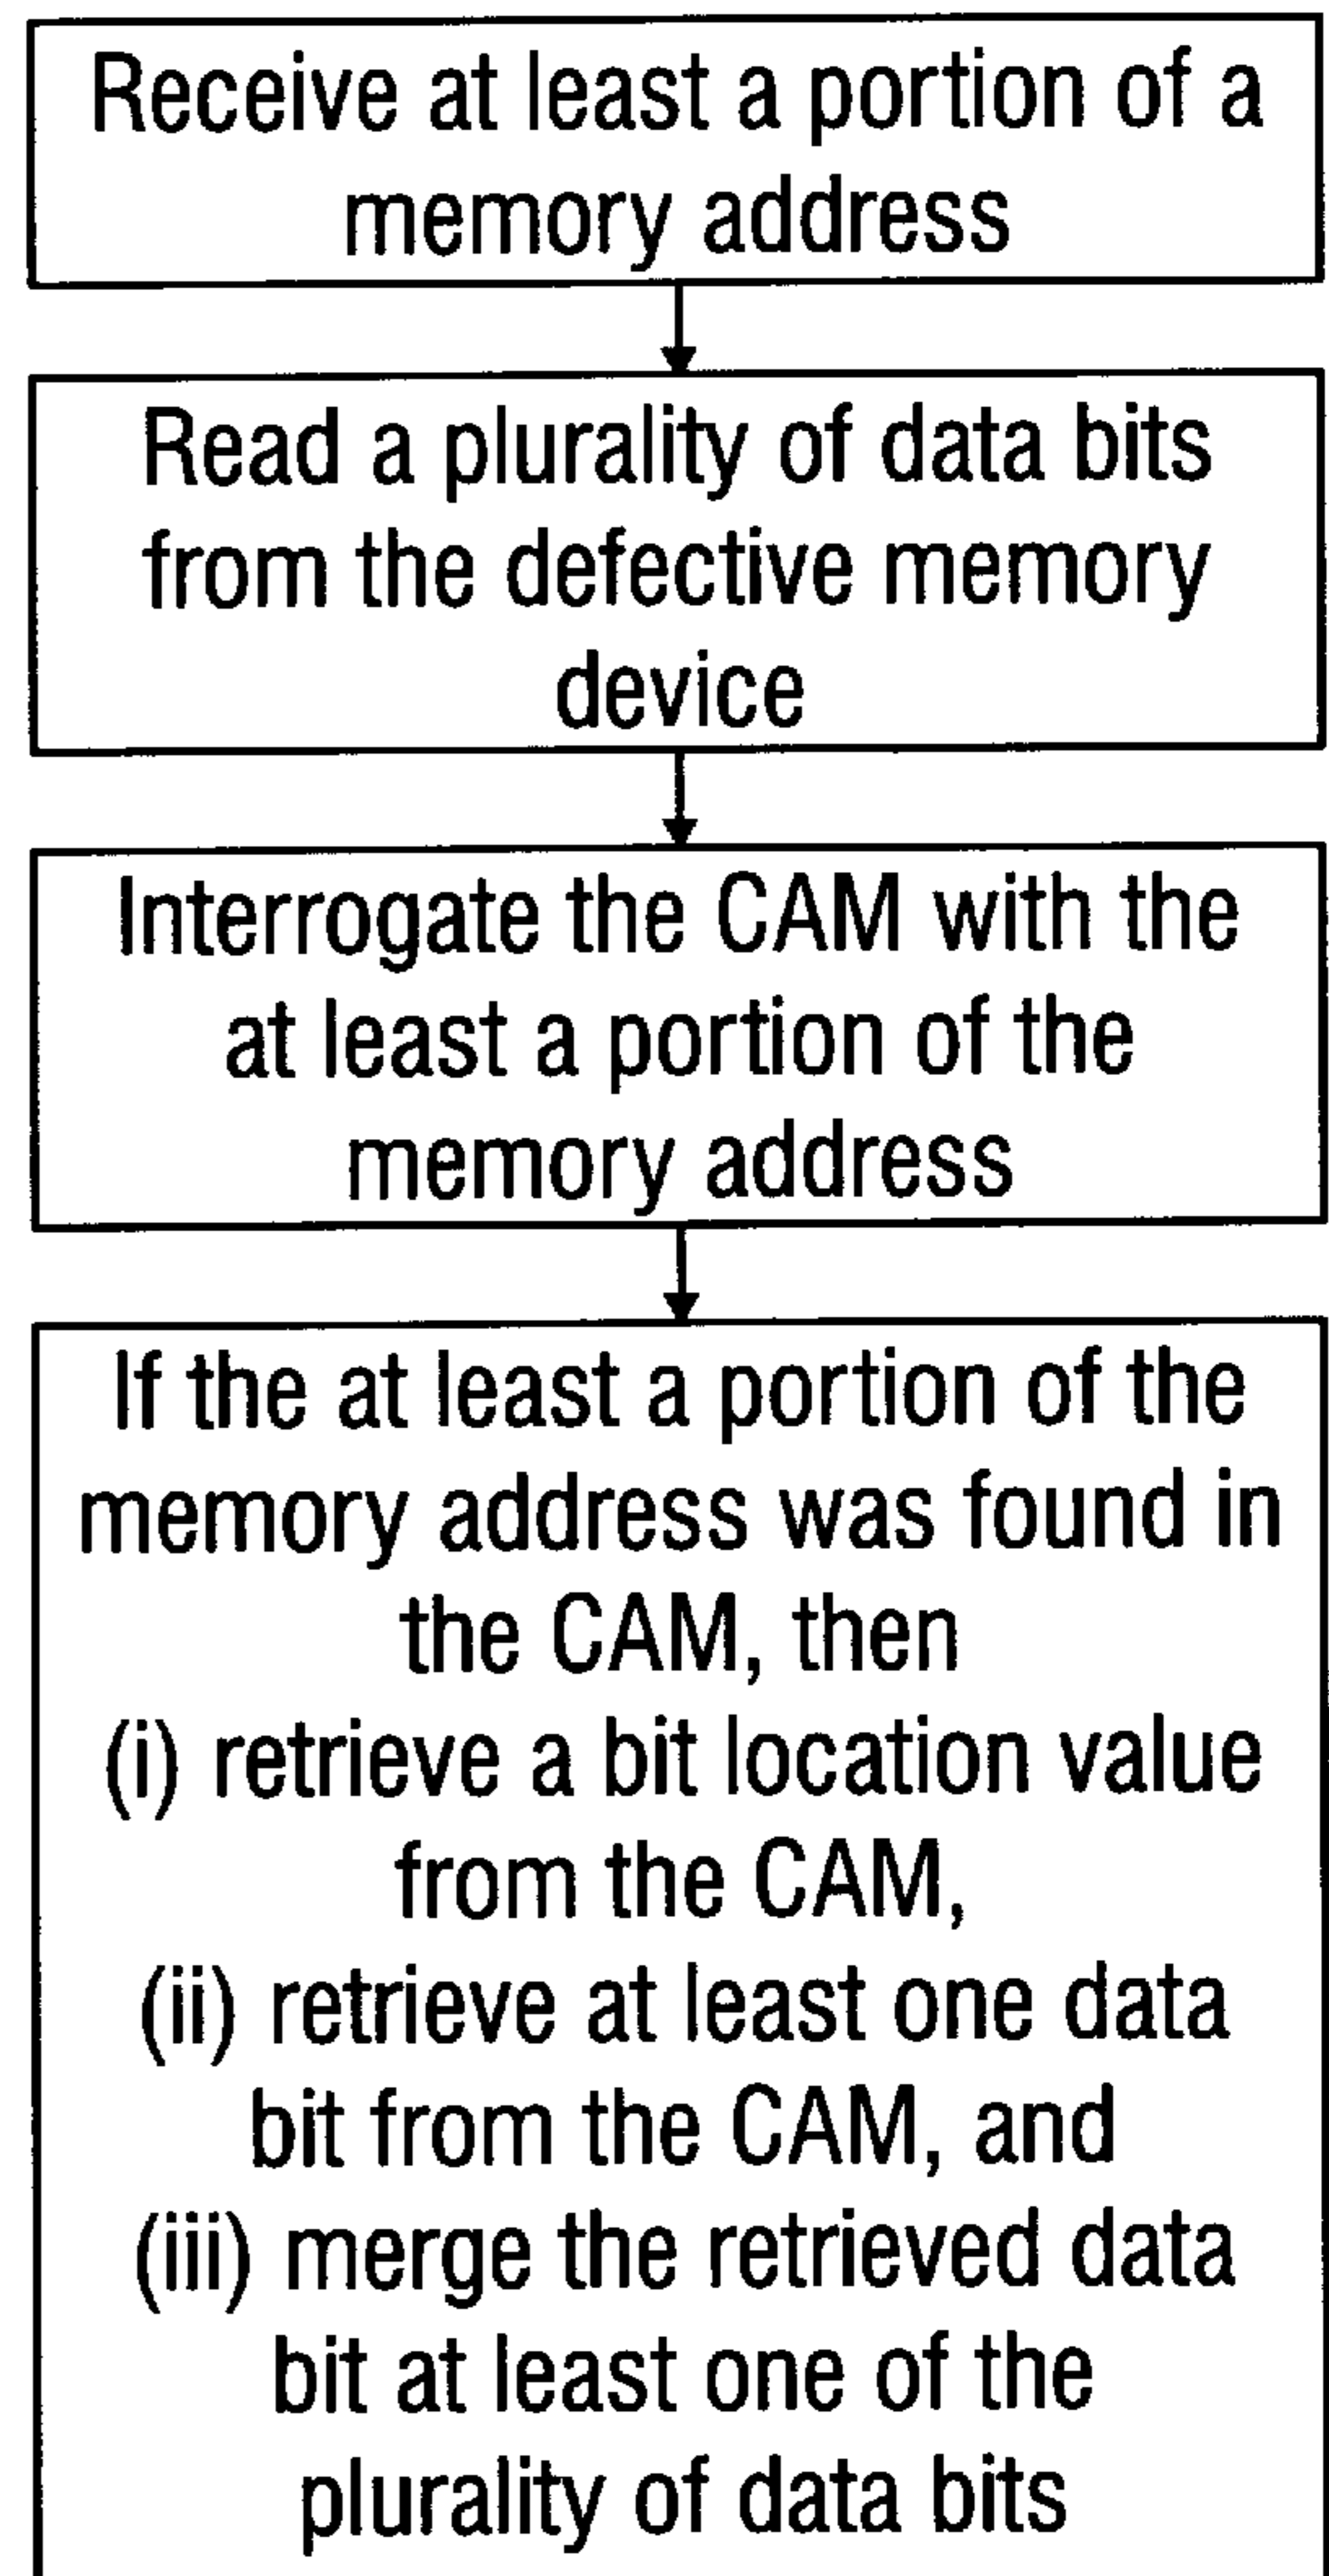 Receive at least a portion of a
memory address
Read a plurality of data bits
from the defective memory
device
Interrogate the CAM with the
at least a portion of the
memory address
If the at least a portion of the
memory address was found in
the CAM, then
(i) retrieve a bit location value
from the CAM,
(ii) retrieve at least one data
bit from the CAM, and
(iii) merge the retrieved data
bit at least one of the
plurality of data bits